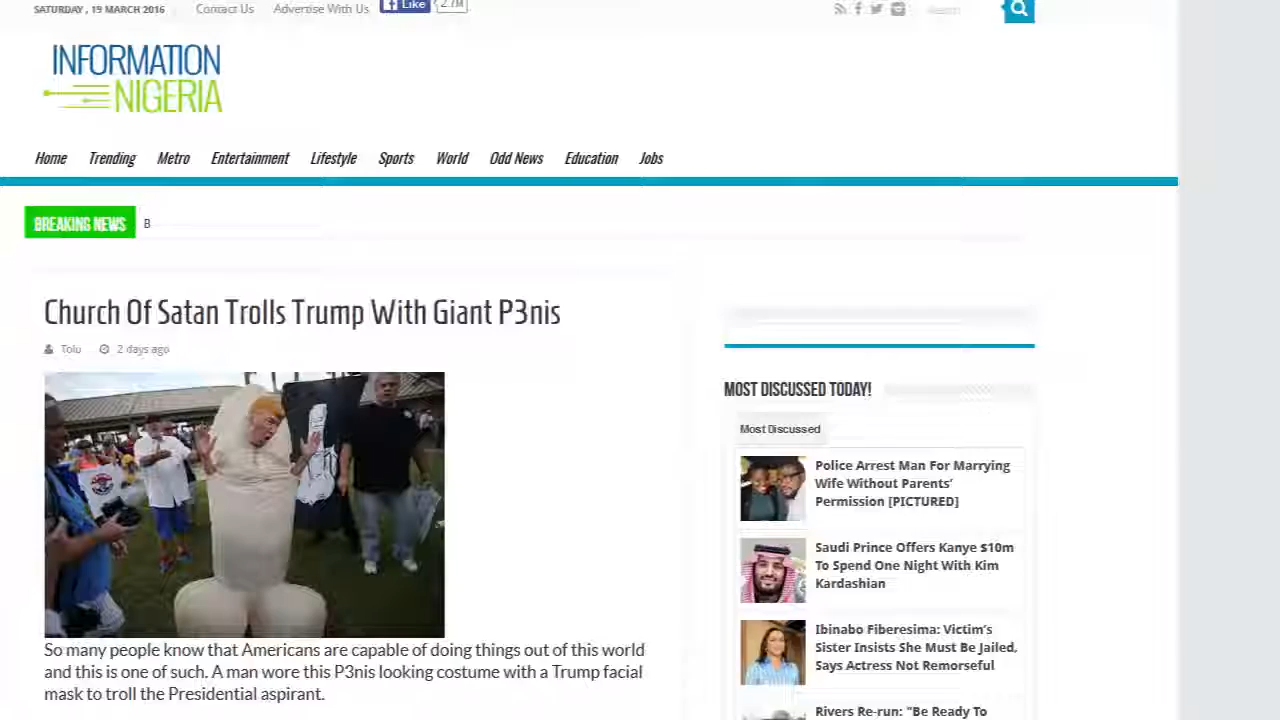 SATURDAY , 19 MARCH 2016
Contact Us
Advertise With Us
Like
2.7M
Search
INFORMATION
NIGERIA
Home
Trending
Metro
Entertainment
Lifestyle
Sports
World
Odd News
Education
Jobs
BREAKING NEWS
B
Church Of Satan Trolls Trump With Giant P3nis
Tolu
2 days ago
So many people know that Americans are capable of doing things out of this world
and this is one of such. A man wore this P3nis looking costume with a Trump facial
mask to troll the Presidential aspirant.
MOST DISCUSSED TODAY!
Most Discussed
Police Arrest Man For Marrying
Wife Without Parents’
Permission [PICTURED]
Saudi Prince Offers Kanye $10m
To Spend One Night With Kim
Kardashian
Ibinabo Fiberesima: Victim’s
Sister Insists She Must Be Jailed,
Says Actress Not Remorseful
Rivers Re-run: "Be Ready To